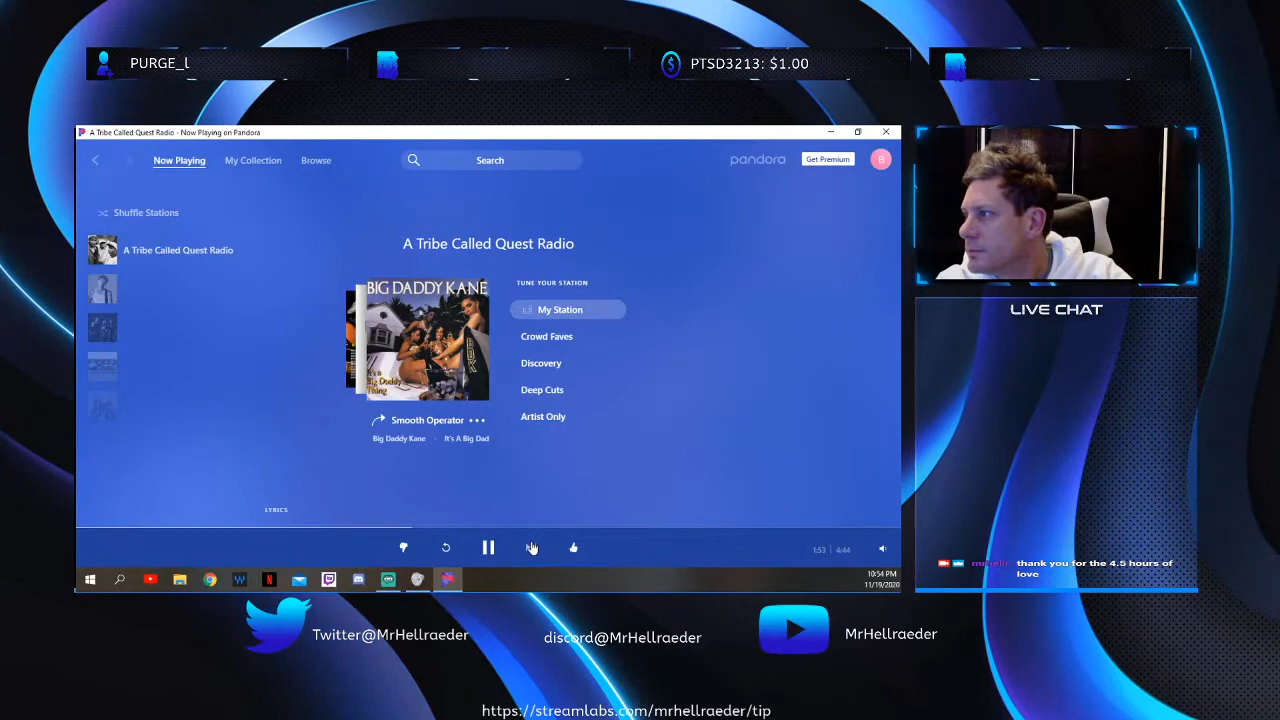 PURGE_L
PTSD3213: $1.00
A Tribe Called Quest Radio - Now Playing on Pandora
Now Playing
My Collection
Browse
Search
pandora
Get Premium
B
Shuffle Stations
A Tribe Called Quest Radio
A Tribe Called Quest Radio
BIG DADDY KANE
It's a
Big Daddy
Thing
TUNE YOUR STATION
My Station
Crowd Faves
Discovery
Deep Cuts
Artist Only
Smooth Operator
Big Daddy Kane - It's A Big Dad
LYRICS
1:53 4:44
10:54 PM
11/19/2020
LIVE CHAT
thank you for the 4.5 hours of
love
Twitter@MrHellraeder
discord@MrHellraeder
MrHellraeder
https://streamlabs.com/mrhellraeder/tip